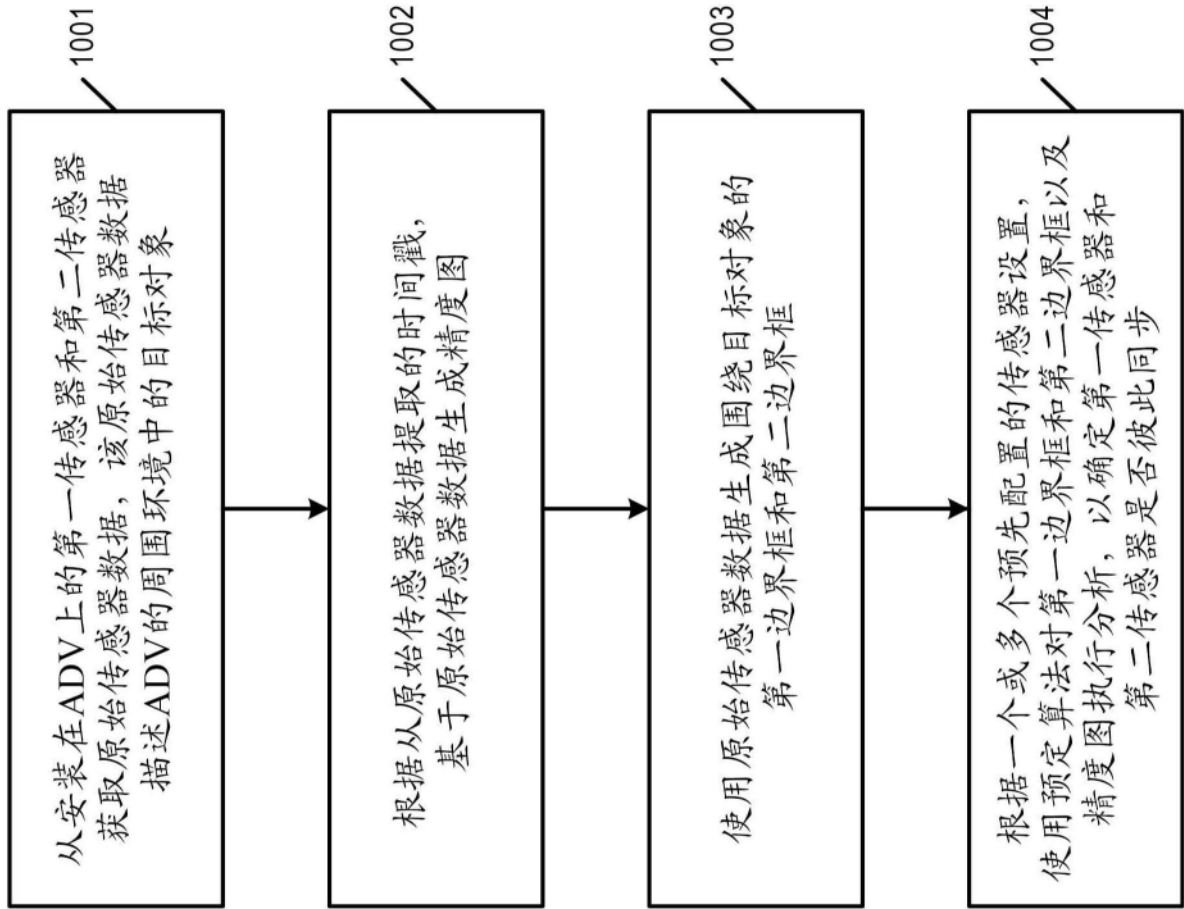 从安装在ADV上的第一传感器和第二传感器
获取原始传感器数据，该原始传感器数据
描述ADV的周围环境中的目标对象
1001
根据从原始传感器数据提取的时间戳，
基于原始传感器数据生成精度图
1002
使用原始传感器数据生成围绕目标对象的
第一边界框和第二边界框
1003
根据一个或多个预先配置的传感器设置，
使用预定算法对第一边界框和第二边界框以及
精度图执行分析，以确定第一传感器和
第二传感器是否彼此同步
1004